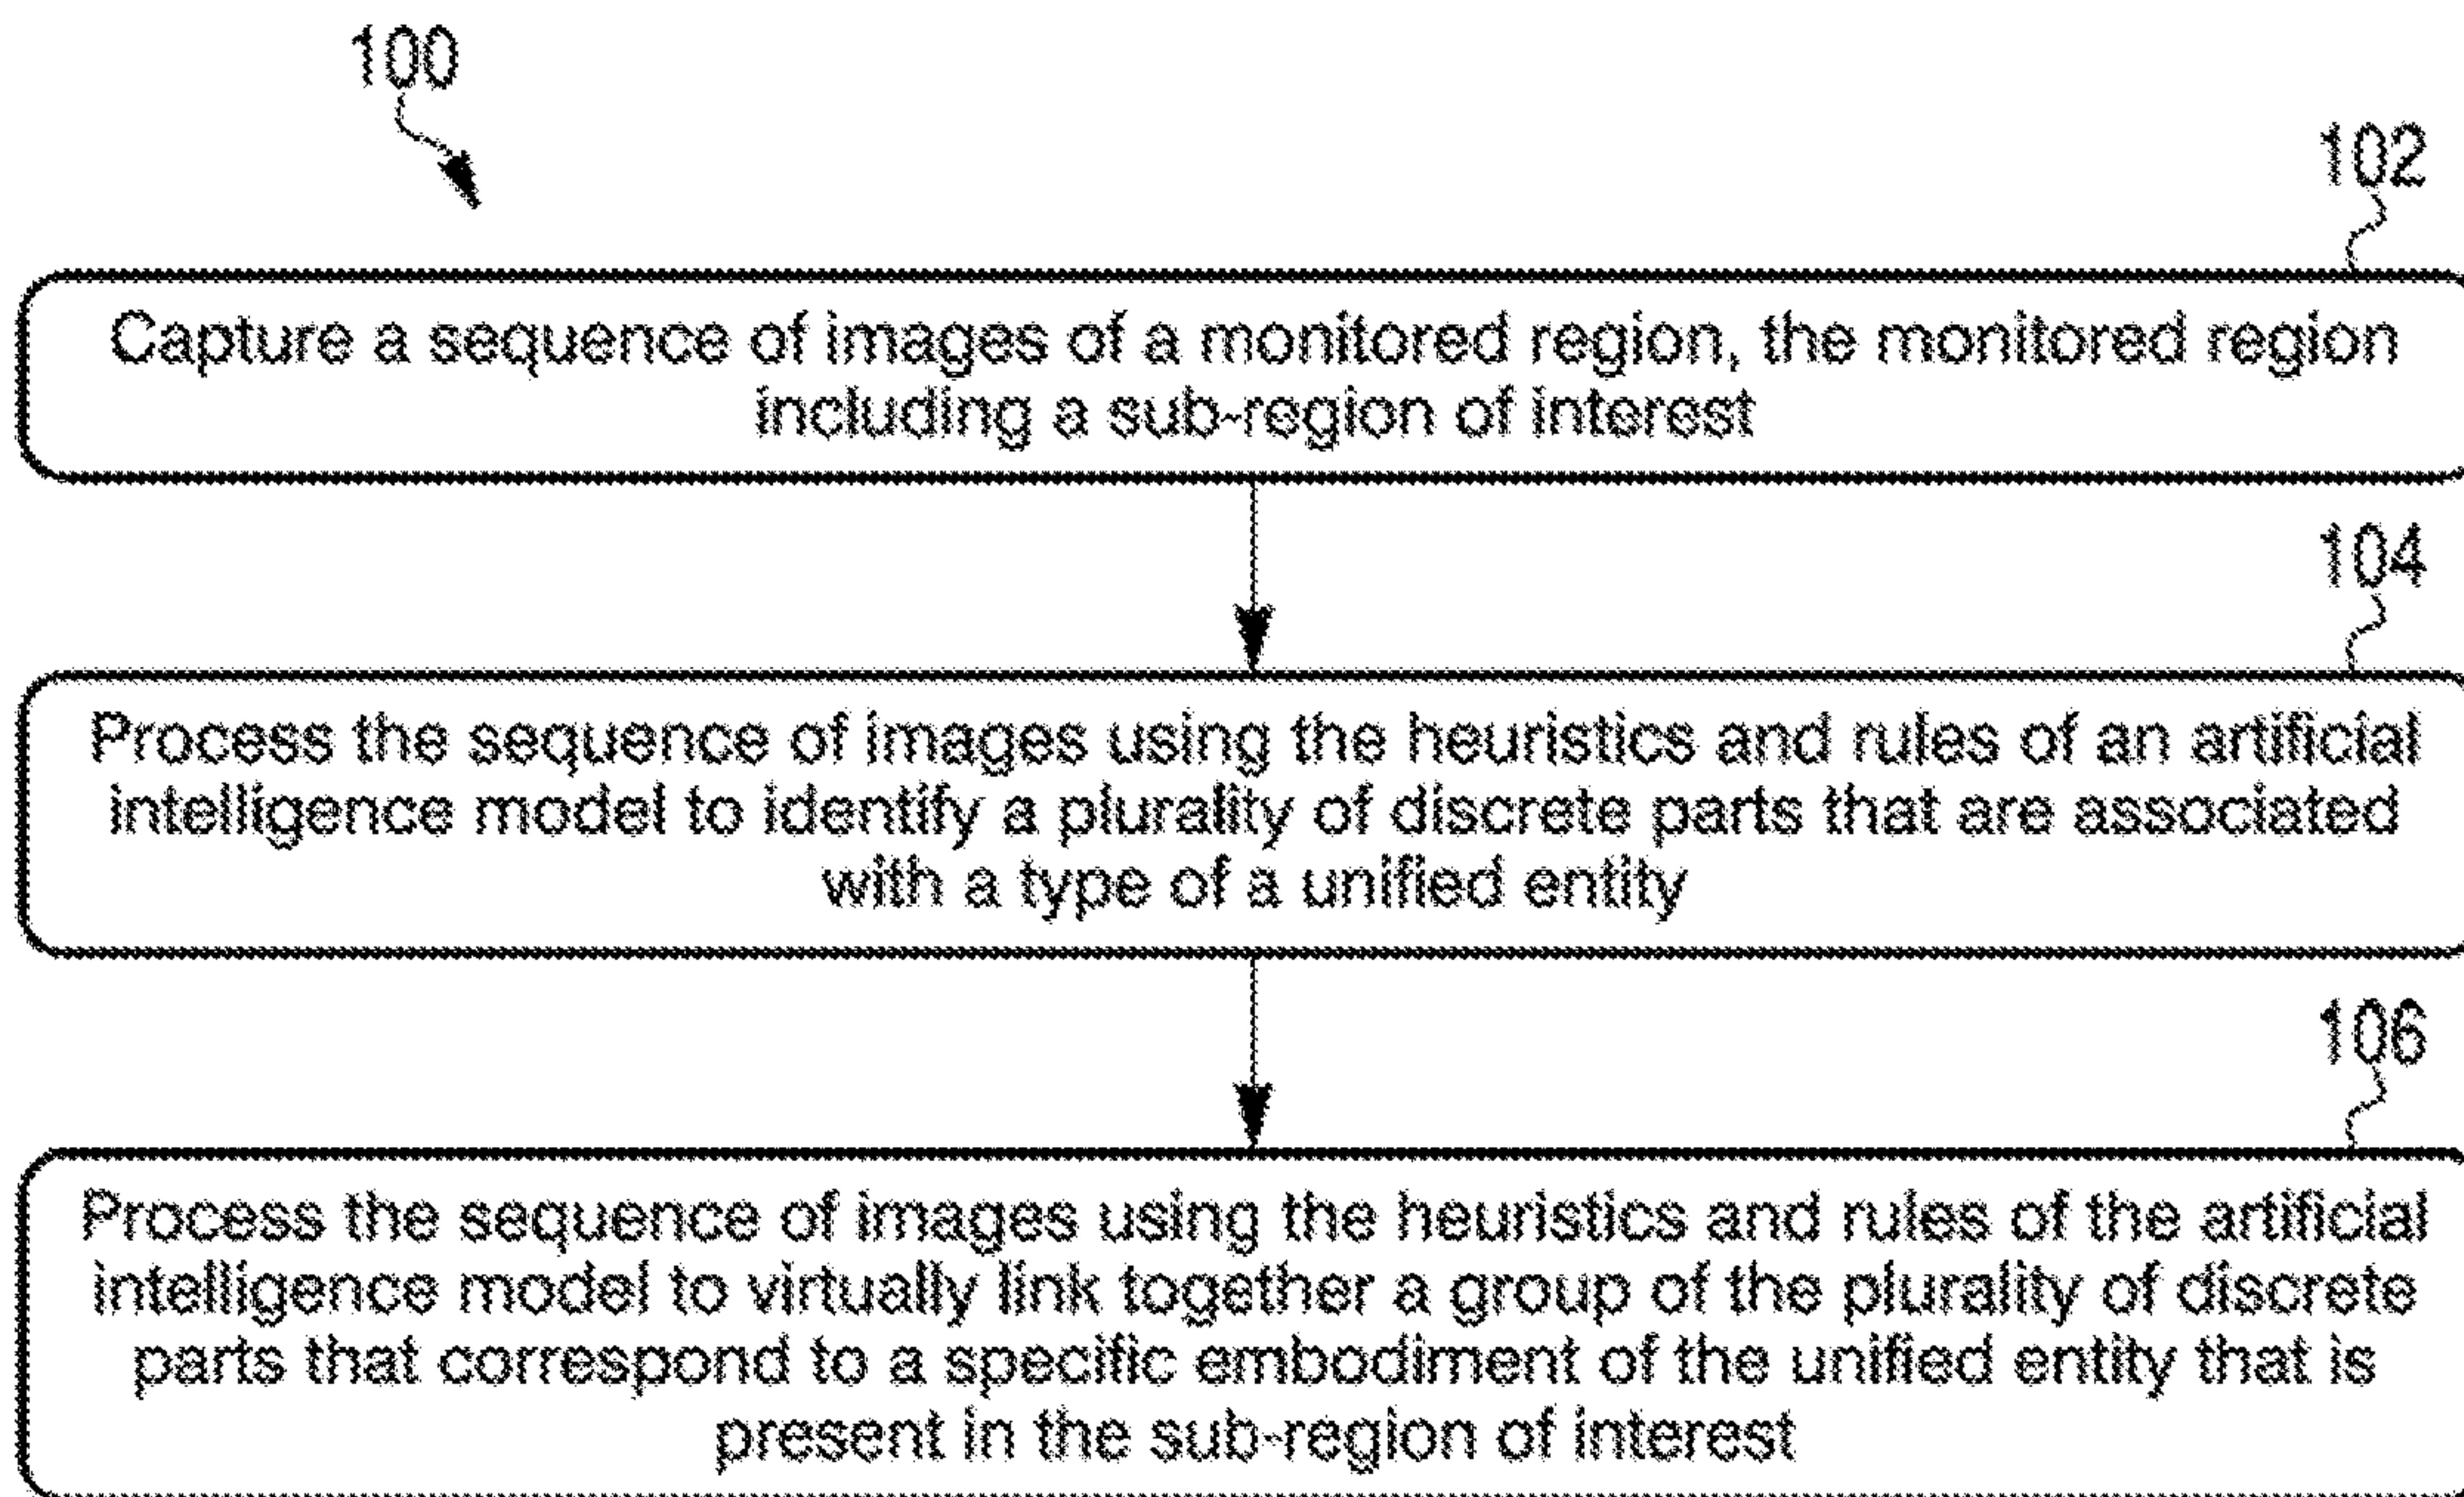 100
102
Capture a sequence of images of a monitored region, the monitored region
including a sub-region of interest
104
Process the sequence of images using the heuristics and rules of an artificial
intelligence model to identify a plurality of discrete parts that are associated
with a type of a unified entity
106
Process the sequence of images using the heuristics and rules of the artificial
intelligence model to virtually link together a group of the plurality of discrete
parts that correspond to a specific embodiment of the unified entity that is
present in the sub-region of interest